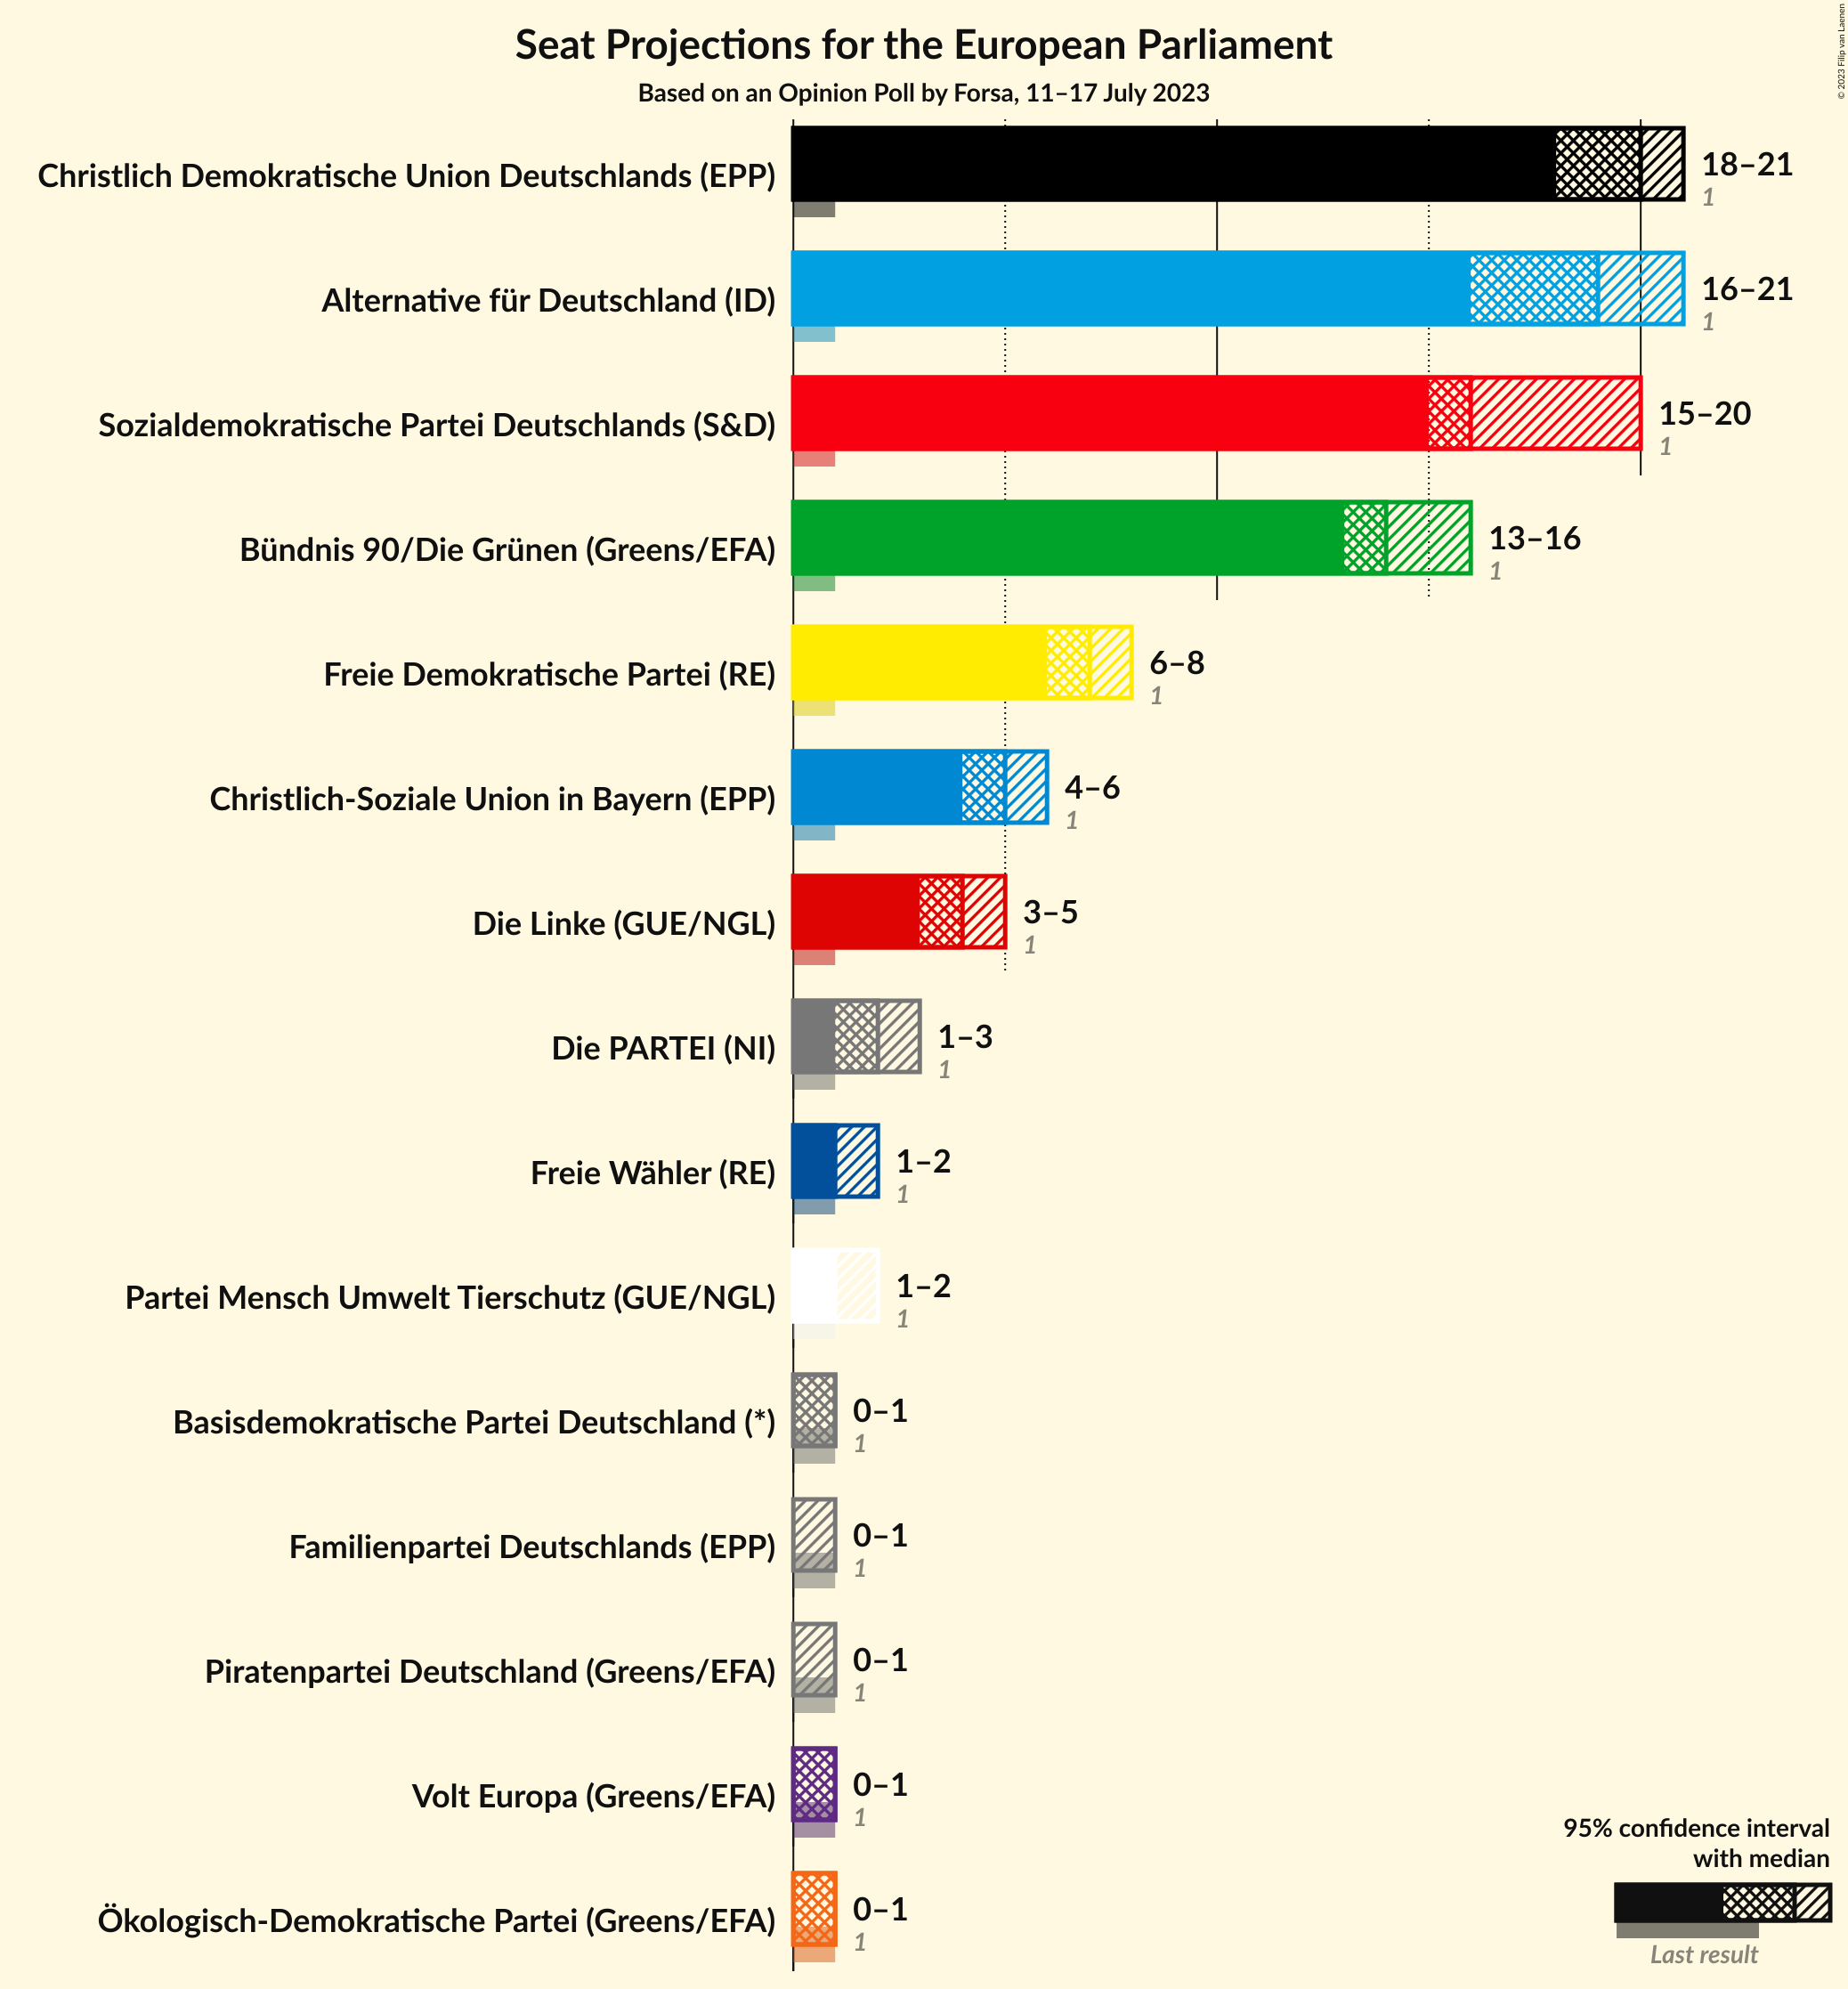 Seat Projections for the European Parliament
Based on an Opinion Poll by Forsa, 11–17 July 2023
© 2023 Filip van Laenen
Christlich Demokratische Union Deutschlands (EPP)
18–21
1
Alternative für Deutschland (ID)
16–21
1
Sozialdemokratische Partei Deutschlands (S&D)
15–20
1
Bündnis 90/Die Grünen (Greens/EFA)
13–16
1
Freie Demokratische Partei (RE)
6–8
1
Christlich-Soziale Union in Bayern (EPP)
4–6
1
Die Linke (GUE/NGL)
3–5
1
Die PARTEI (NI)
1–3
1
Freie Wähler (RE)
1–2
1
Partei Mensch Umwelt Tierschutz (GUE/NGL)
1–2
1
Basisdemokratische Partei Deutschland (*)
0–1
1
Familienpartei Deutschlands (EPP)
0–1
1
Piratenpartei Deutschland (Greens/EFA)
0–1
1
Volt Europa (Greens/EFA)
0–1
1
Ökologisch-Demokratische Partei (Greens/EFA)
0–1
1
95% confidence interval
with median
Last result